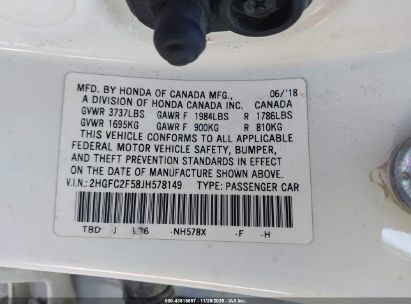 MFD. BY HONDA OF CANADA MFG., 06/'18
A DIVISION OF HONDA CANADA INC. CANADA
GVWR 3737LBS GAWR F 1984LBS R 1786LBS
GVWR 1695KG GAWR F 900KG R 810KG
THIS VEHICLE CONFORMS TO ALL APPLICABLE
FEDERAL MOTOR VEHICLE SAFETY, BUMPER,
AND THEFT PREVENTION STANDARDS IN EFFECT
ON THE DATE OF MANUFACTURE SHOWN ABOVE.
V.I.N.: 2HGFC2F58JH578149 TYPE: PASSENGER CAR
TBD J -NH578X -F -H